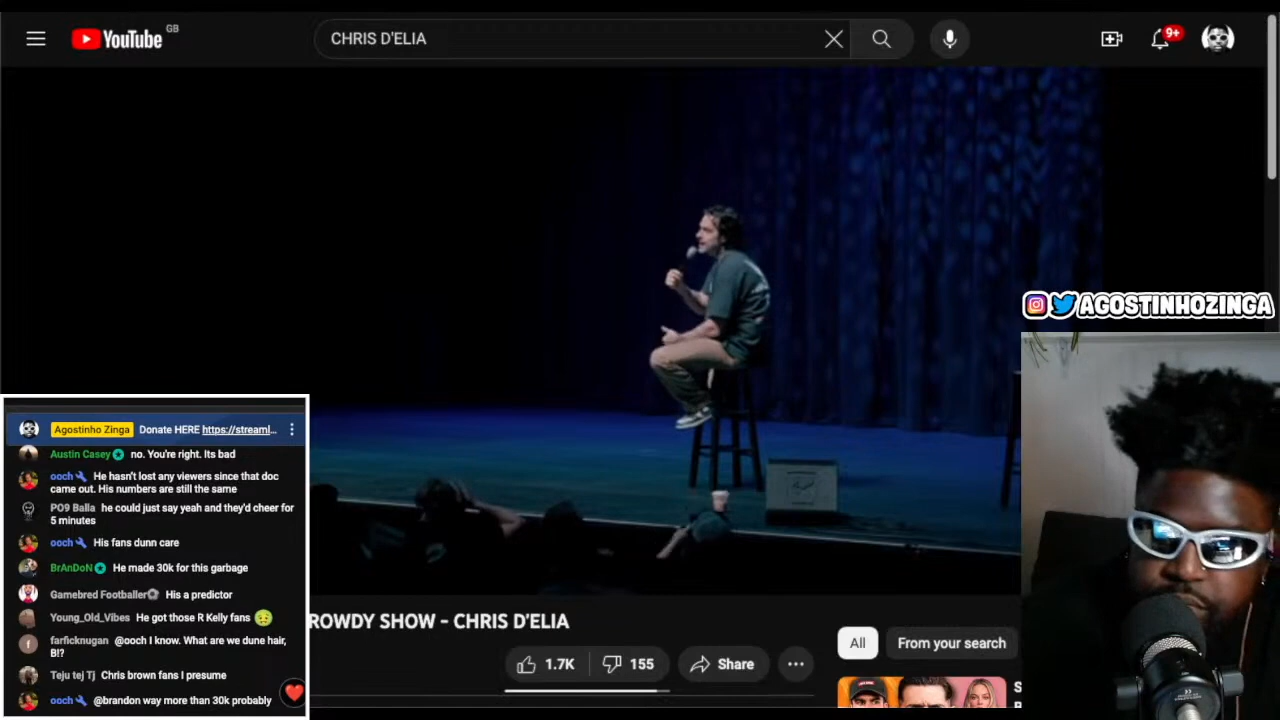 YouTube GB
CHRIS D'ELIA
9+
AGOSTINHOZINGA
Agostinho Zinga Donate HERE https://streaml...
Austin Casey no. You're right. Its bad
ooch He hasn't lost any viewers since that doc
came out. His numbers are still the same
PO9 Balla he could just say yeah and they'd cheer for
5 minutes
ooch His fans dunn care
BrAnDoN He made 30k for this garbage
Gamebred Footballer His a predictor
Young_Old_Vibes He got those R Kelly fans
farficknugan @ooch I know. What are we dune hair,
B!?
Teju tej Tj Chris brown fans I presume
ooch @brandon way more than 30k probably
ROWDY SHOW - CHRIS D'ELIA
1.7K 155 Share
All From your search